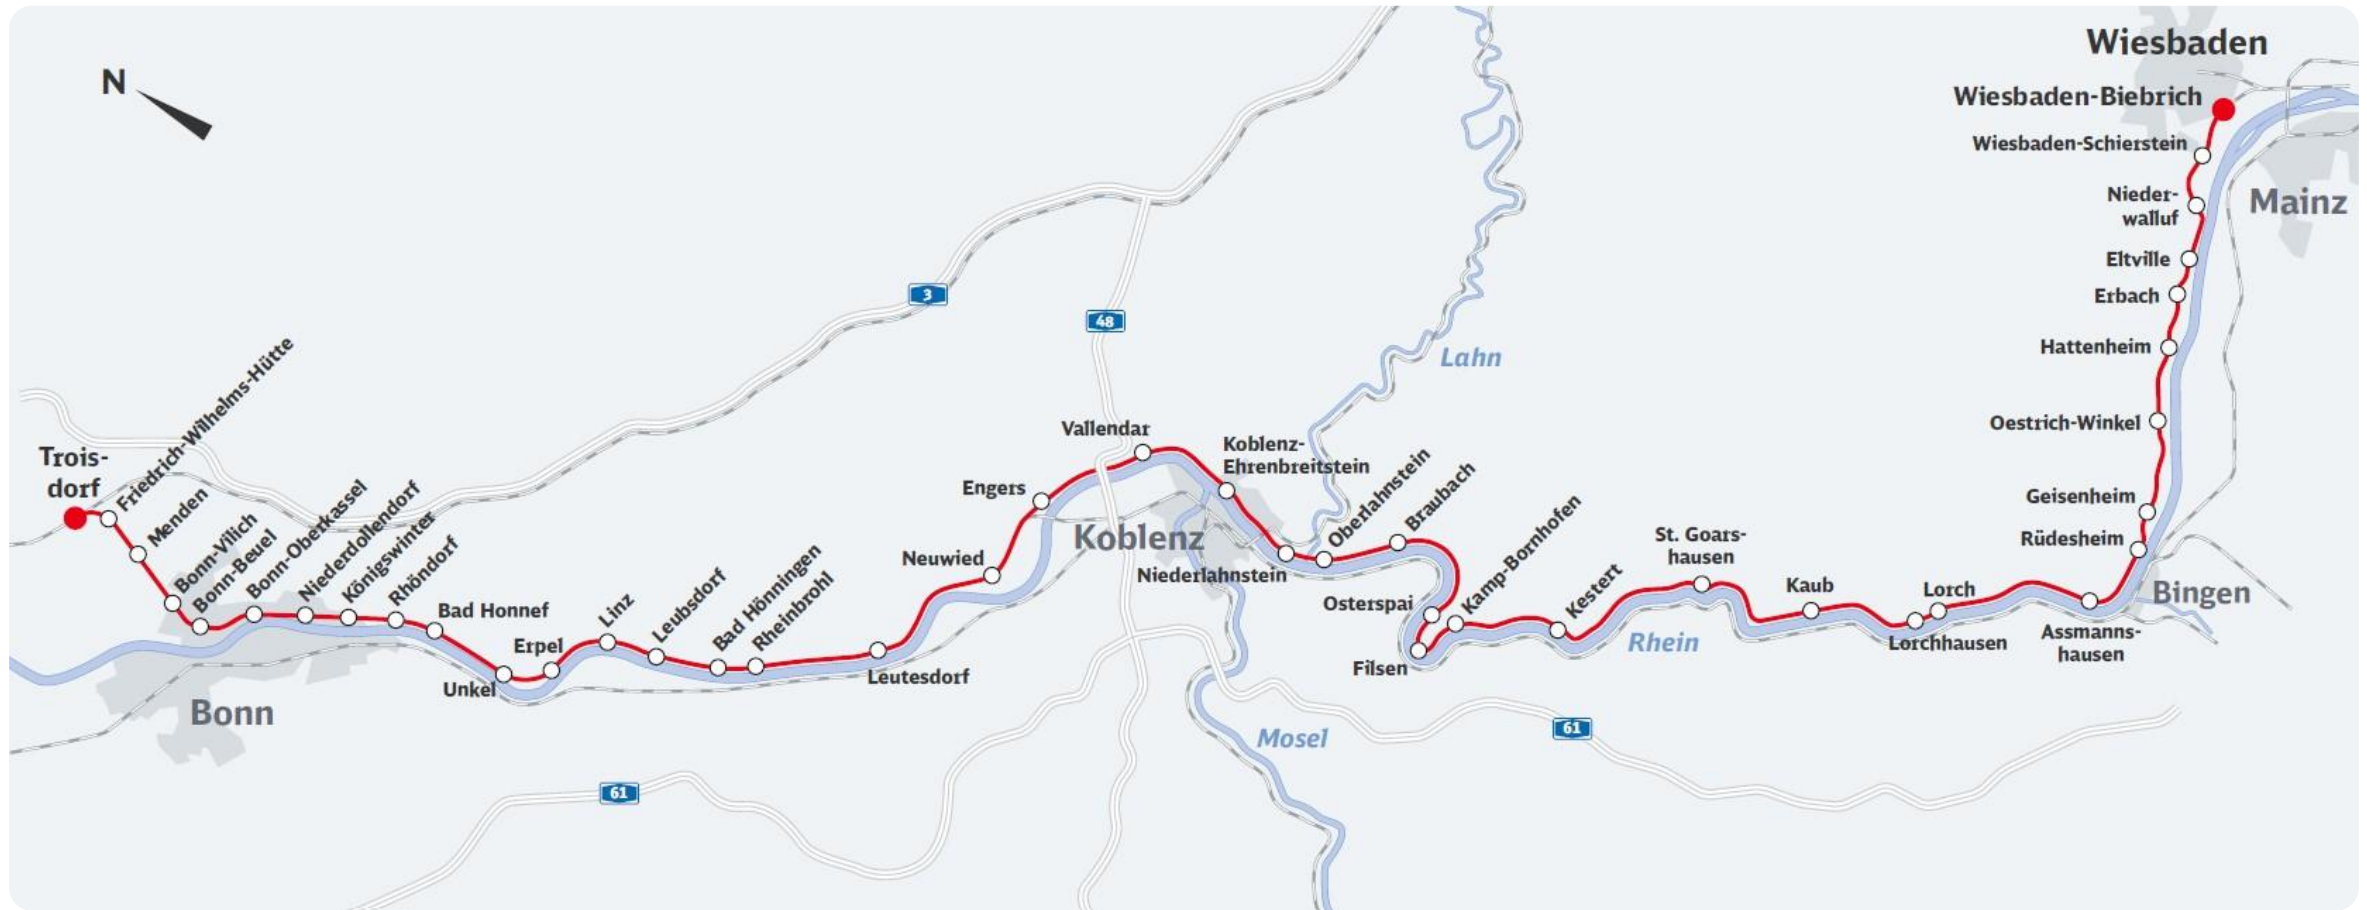 N
Wiesbaden
Wiesbaden-Biebrich
Wiesbaden-Schierstein
Nieder-
walluf
Mainz
Eltville
Erbach
Hattenheim
Oestrich-Winkel
Geisenheim
Rüdesheim
Bingen
Assmanns-
hausen
Lorch
Lorchhausen
Kaub
St. Goars-
hausen
Rhein
Kestert
Kamp-Bornhofen
Filsen
Osterspai
Braubach
Oberlahnstein
Niederlahnstein
Koblenz-
Ehrenbreitstein
Koblenz
Vallendar
Engers
Neuwied
Leutesdorf
Rheinbrohl
Bad Hönningen
Leubsdorf
Linz
Erpel
Unkel
Bad Honnef
Rhöndorf
Königswinter
Niederdollendorf
Bonn-Oberkassel
Bonn-Beuel
Bonn-Vilich
Menden
Friedrich-Wilhelms-Hütte
Trois-
dorf
Bonn
Lahn
Mosel
3
48
61
61